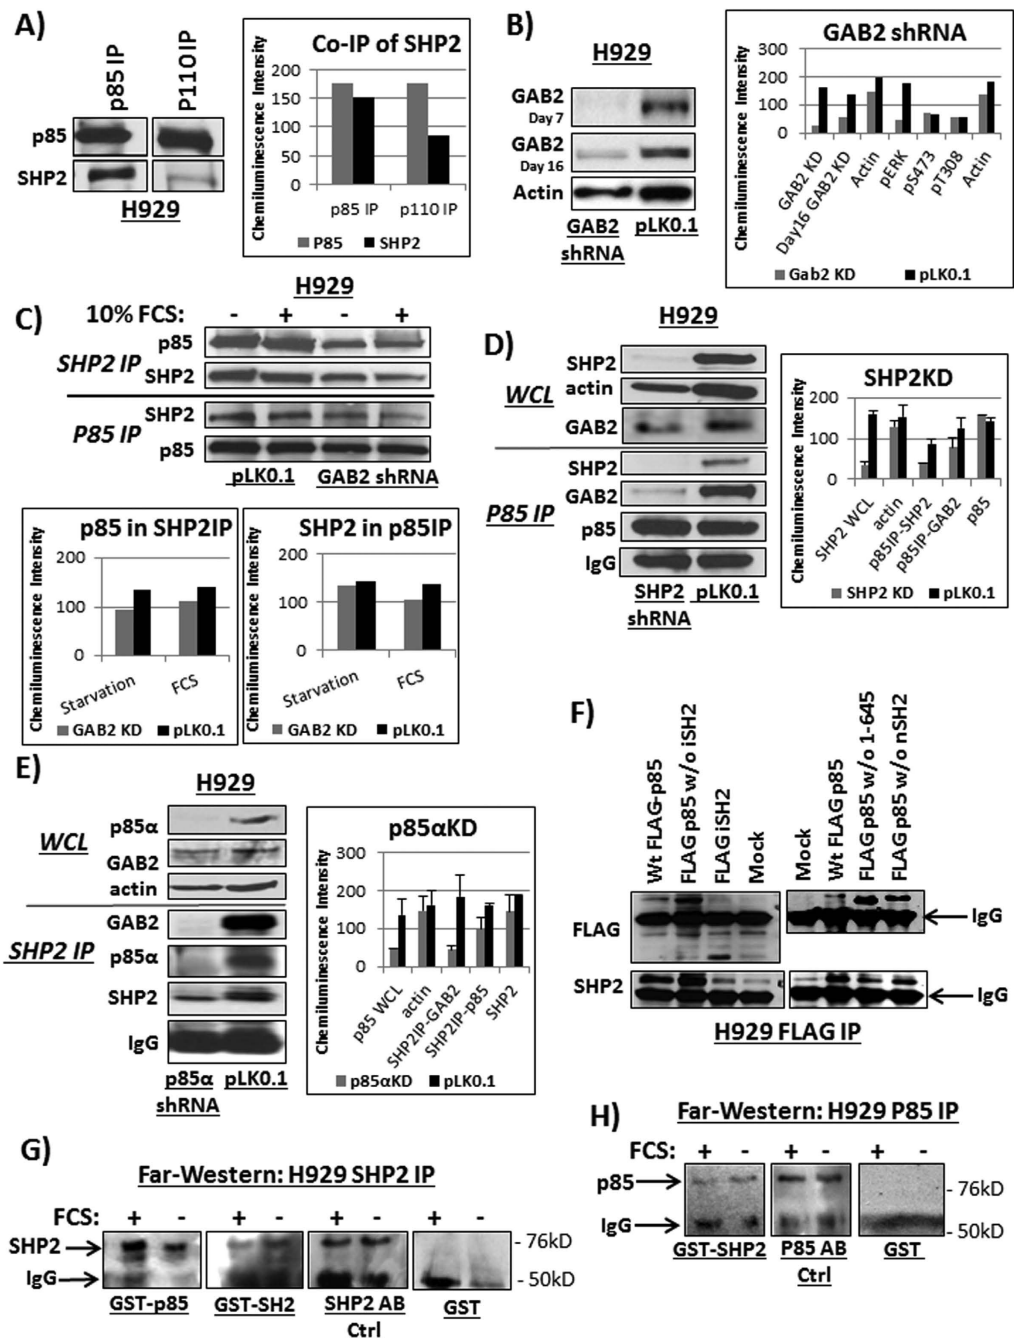 A)
p85 IP
P110 IP
p85
SHP2
H929
Co-IP of SHP2
Chemiluminescence Intensity
200
150
100
50
0
p85 IP
p110 IP
P85
SHP2
B)
H929
GAB2
Day 7
GAB2
Day 16
Actin
GAB2 shRNA
pLK0.1
GAB2 shRNA
Chemiluminescence Intensity
300
200
100
0
GAB2 KD
Day16 GAB2 KD
Actin
pERK
pS473
pT308
Actin
Gab2 KD
pLK0.1
C)
H929
10% FCS:
- + - +
SHP2 IP
p85
SHP2
P85 IP
SHP2
p85
pLK0.1
GAB2 shRNA
p85 in SHP2IP
Chemiluminescence Intensity
200
100
0
Starvation
FCS
GAB2 KD
pLK0.1
SHP2 in p85IP
Chemiluminescence Intensity
200
100
0
Starvation
FCS
GAB2 KD
pLK0.1
D)
H929
WCL
SHP2
actin
GAB2
P85 IP
SHP2
GAB2
p85
IgG
SHP2 shRNA
pLK0.1
SHP2KD
Chemiluminescence Intensity
200
100
0
SHP2 WCL
actin
p85IP-SHP2
p85IP-GAB2
p85
SHP2 KD
pLK0.1
E)
H929
WCL
p85α
GAB2
actin
SHP2 IP
GAB2
p85α
SHP2
IgG
p85α shRNA
pLK0.1
p85αKD
Chemiluminescence Intensity
300
200
100
0
p85 WCL
actin
SHP2IP-GAB2
SHP2IP-p85
SHP2
p85αKD
pLK0.1
F)
Wt FLAG-p85
FLAG p85 w/o iSH2
FLAG iSH2
Mock
Mock
Wt FLAG p85
FLAG p85 w/o 1-645
FLAG p85 w/o nSH2
FLAG
IgG
SHP2
IgG
H929 FLAG IP
G)
Far-Western: H929 SHP2 IP
FCS: + - + - + - + -
SHP2
IgG
- 76kD
- 50kD
GST-p85
GST-SH2
SHP2 AB
Ctrl
GST
H)
Far-Western: H929 P85 IP
FCS: + - + - + -
p85
IgG
- 76kD
- 50kD
GST-SHP2
P85 AB
Ctrl
GST